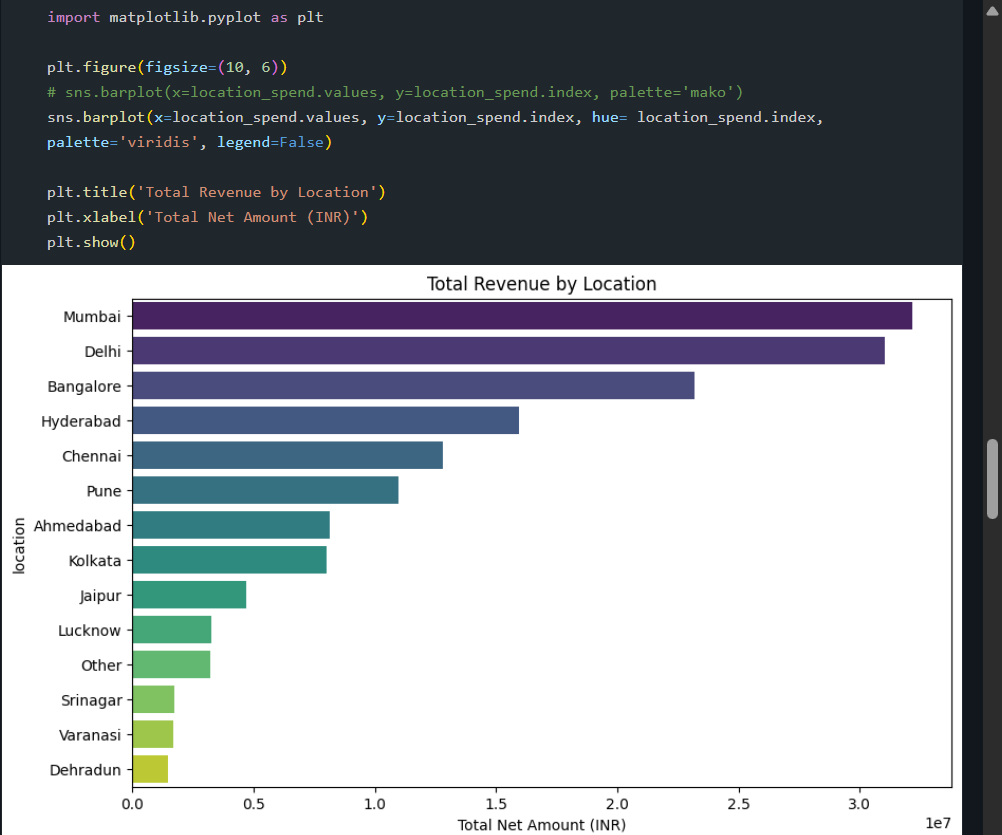 import matplotlib.pyplot as plt
plt.figure(figsize=(10, 6))
# sns.barplot(x=location_spend.values, y=location_spend.index, palette='mako')
sns.barplot(x=location_spend.values, y=location_spend.index, hue= location_spend.index,
palette='viridis', legend=False)
plt.title('Total Revenue by Location')
plt.xlabel('Total Net Amount (INR)')
plt.show()
Total Revenue by Location
Mumbai
Delhi
Bangalore
Hyderabad
Chennai
Pune
Ahmedabad
Kolkata
Jaipur
Lucknow
Other
Srinagar
Varanasi
Dehradun
location
0.0 0.5 1.0 1.5 2.0 2.5 3.0
1e7
Total Net Amount (INR)